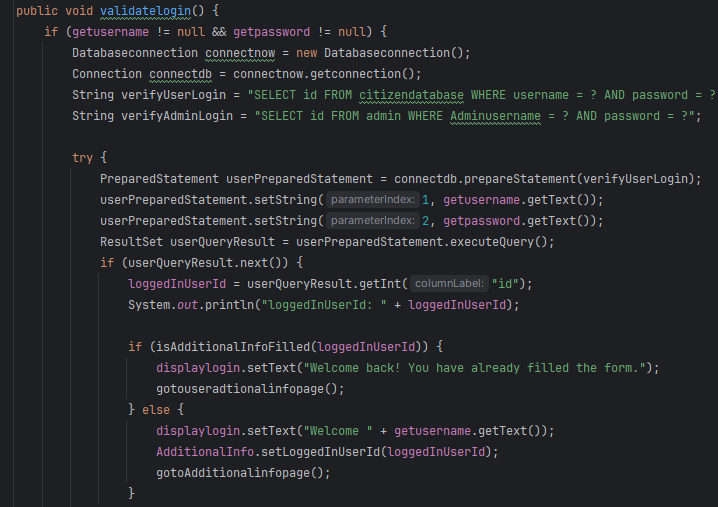 public void validatelogin() {
if (getusername != null && getpassword != null) {
Databaseconnection connectnow = new Databaseconnection();
Connection connectdb = connectnow.getconnection();
String verifyUserLogin = "SELECT id FROM citizendatabase WHERE username = ? AND password = ?
String verifyAdminLogin = "SELECT id FROM admin WHERE Adminusername = ? AND password = ?";
try {
PreparedStatement userPreparedStatement = connectdb.prepareStatement(verifyUserLogin);
userPreparedStatement.setString( parameterIndex: 1, getusername.getText());
userPreparedStatement.setString( parameterIndex: 2, getpassword.getText());
ResultSet userQueryResult = userPreparedStatement.executeQuery();
if (userQueryResult.next()) {
loggedInUserId = userQueryResult.getInt( columnLabel: "id");
System.out.println("loggedInUserId: " + loggedInUserId);
if (isAdditionalInfoFilled(loggedInUserId)) {
displaylogin.setText("Welcome back! You have already filled the form.");
gotouseradtionalinfopage();
} else {
displaylogin.setText("Welcome " + getusername.getText());
AdditionalInfo.setLoggedInUserId(loggedInUserId);
gotoAdditionalinfopage();
}